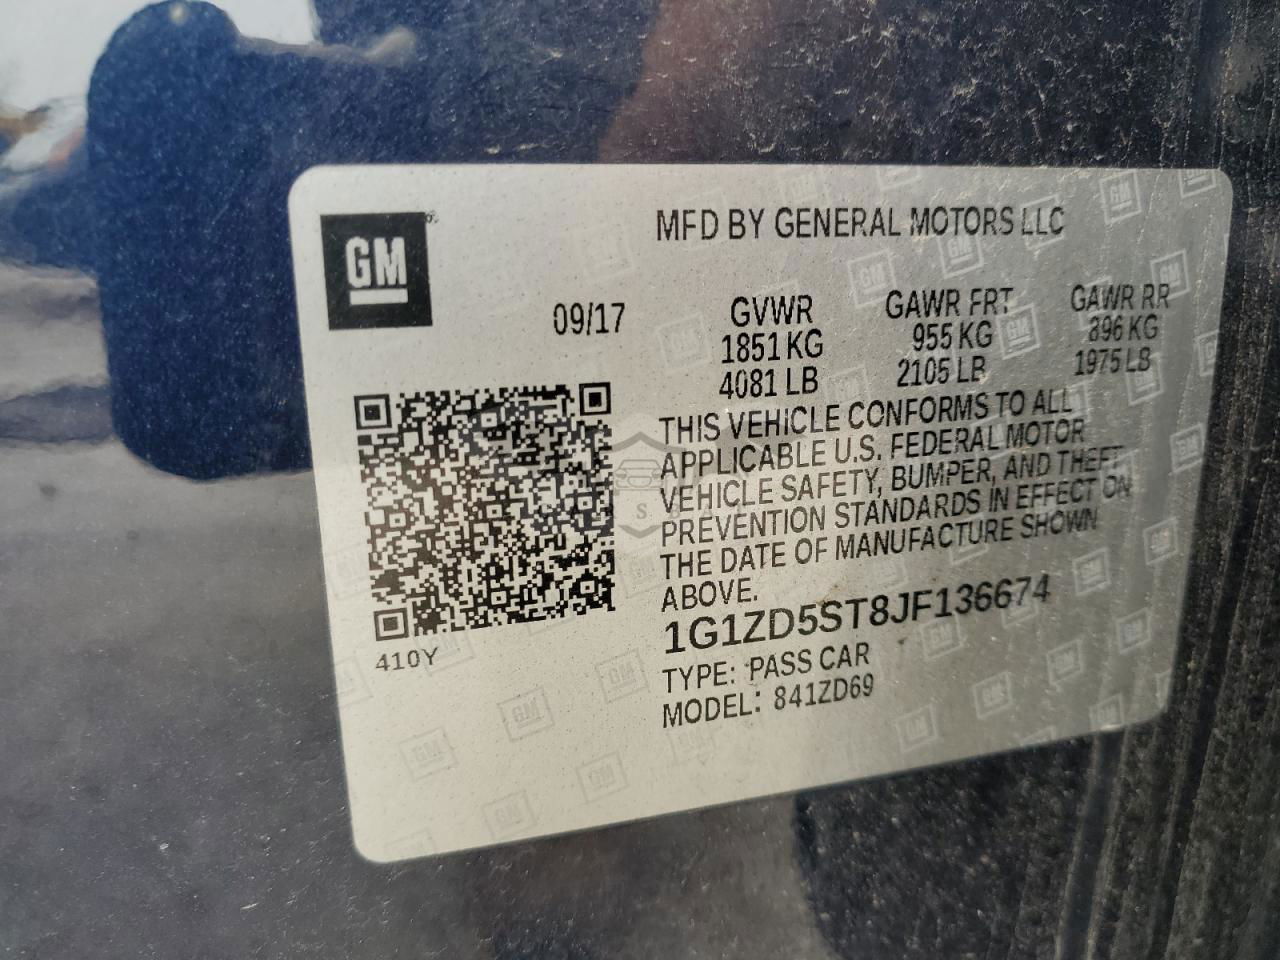 GM
MFD BY GENERAL MOTORS LLC
09/17
GVWR GAWR FRT GAWR RR
1851 KG 955 KG 896 KG
4081 LB 2105 LB 1975 LB
THIS VEHICLE CONFORMS TO ALL
APPLICABLE U.S. FEDERAL MOTOR
VEHICLE SAFETY, BUMPER, AND THEFT
PREVENTION STANDARDS IN EFFECT ON
THE DATE OF MANUFACTURE SHOWN
ABOVE.
1G1ZD5ST8JF136674
TYPE: PASS CAR
MODEL: 841ZD69
410Y